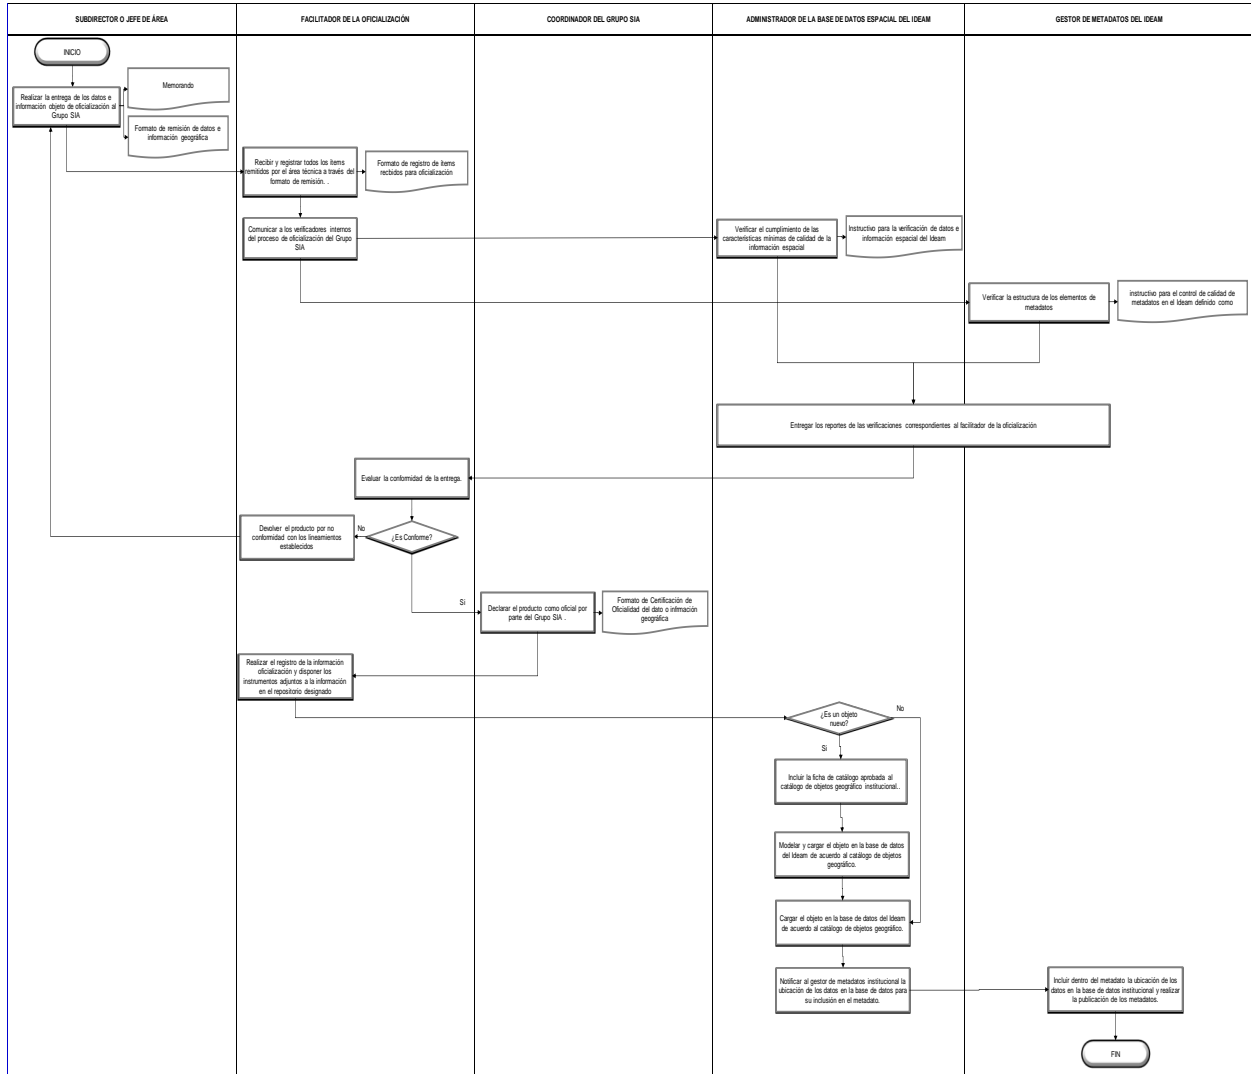 SUBDIRECTOR O JEFE DE ÁREA
FACILITADOR DE LA OFICIALIZACIÓN
COORDINADOR DEL GRUPO SIA
ADMINISTRADOR DE LA BASE DE DATOS ESPACIAL DEL IDEAM
GESTOR DE METADATOS DEL IDEAM
INICIO
Realizar la entrega de los datos e
información objeto de oficialización al
Grupo SIA
Memorando
Formato de remisión de datos e
información geográfica
Recibir y registrar todos los ítems
remitidos por el área técnica a través del
formato de remisión. .
Formato de registro de ítems
recbidos para oficialización
Comunicar a los verificadores internos
del proceso de oficialización del Grupo
SIA
Verificar el cumplimiento de las
características mínimas de calidad de la
información espacial
Instructivo para la verificación de datos e
información espacial del Ideam
Verificar la estructura de los elementos de
metadatos
instructivo para el control de calidad de
metadatos en el Ideam definido como
Entregar los reportes de las verificaciones correspondientes al facilitador de la oficialización
Evaluar la conformidad de la entrega.
¿Es Conforme?
No
Devolver el producto por no
conformidad con los lineamientos
establecidos
Si
Declarar el producto como oficial por
parte del Grupo SIA .
Formato de Certificación de
Oficialidad del dato o infrmación
geográfica
Realizar el registro de la información
oficialización y disponer los
instrumentos adjuntos a la información
en el repositorio designado
¿Es un objeto
nuevo?
No
Si
Incluir la ficha de catálogo aprobada al
catálogo de objetos geográfico institucional..
Modelar y cargar el objeto en la base de datos
del Ideam de acuerdo al catálogo de objetos
geográfico.
Cargar el objeto en la base de datos del Ideam
de acuerdo al catálogo de objetos geográfico.
Notificar al gestor de metadatos institucional la
ubicación de los datos en la base de datos para
su inclusión en el metadato.
Incluir dentro del metadato la ubicación de los
datos en la base de datos institucional y realizar
la publicación de los metadatos.
FIN